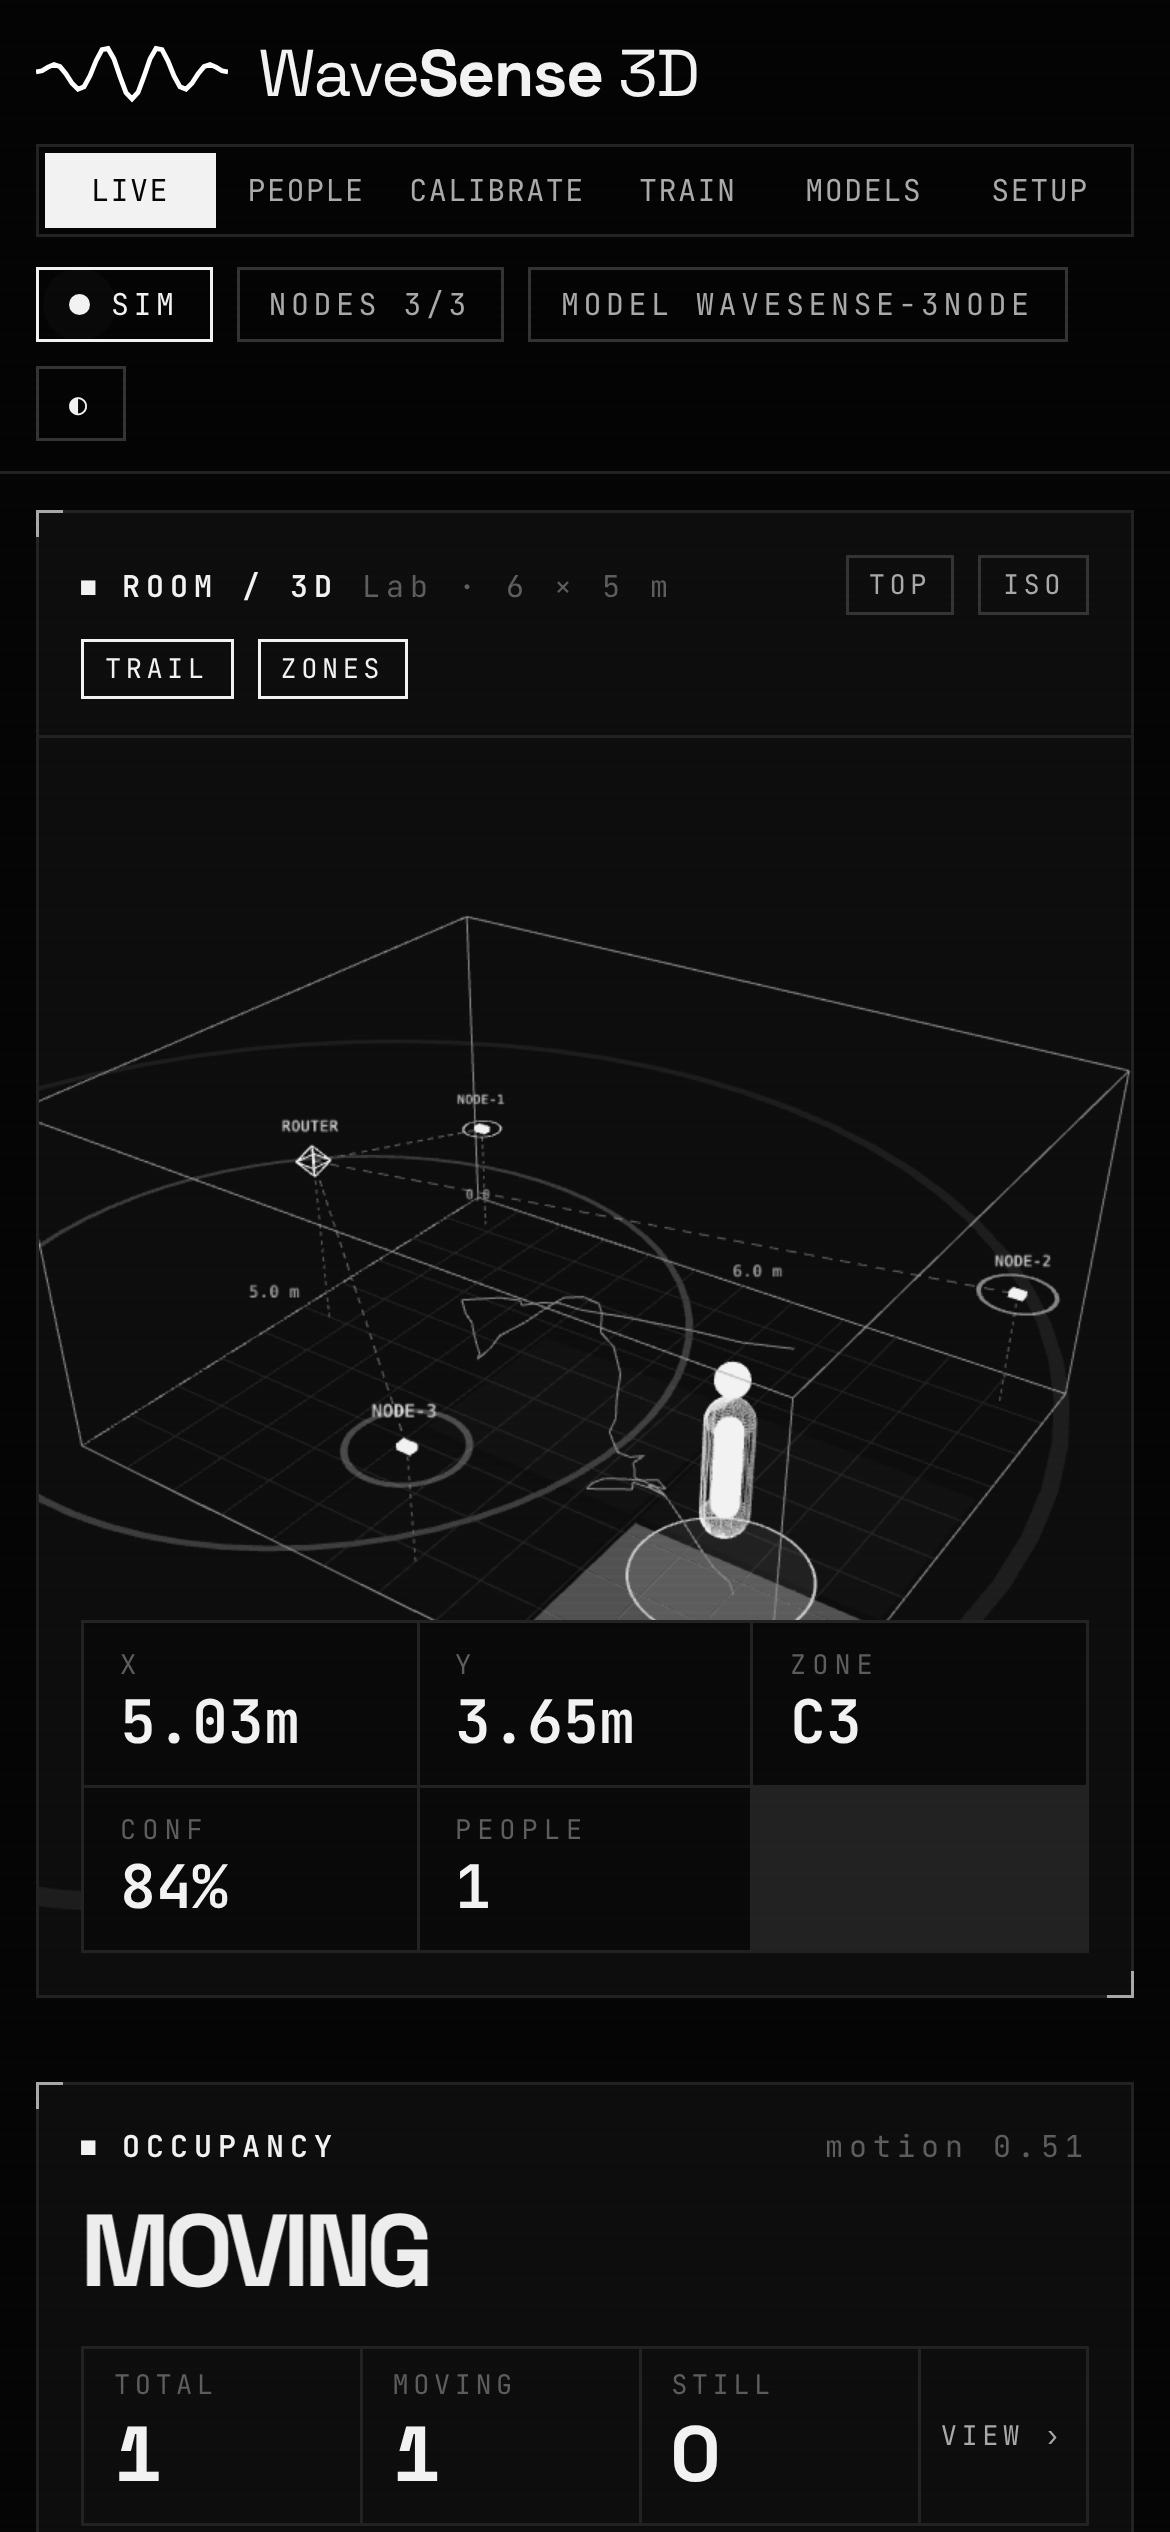 WaveSense 3D
LIVE PEOPLE CALIBRATE TRAIN MODELS SETUP
SIM NODES 3/3 MODEL WAVESENSE-3NODE
ROOM / 3D Lab · 6 × 5 m TOP ISO
TRAIL ZONES
NODE-1
ROUTER
0,0
NODE-2
6.0 m
5.0 m
NODE-3
X Y ZONE
5.03m 3.65m C3
CONF PEOPLE
84% 1
OCCUPANCY motion 0.51
MOVING
TOTAL MOVING STILL
1 1 0
VIEW ›